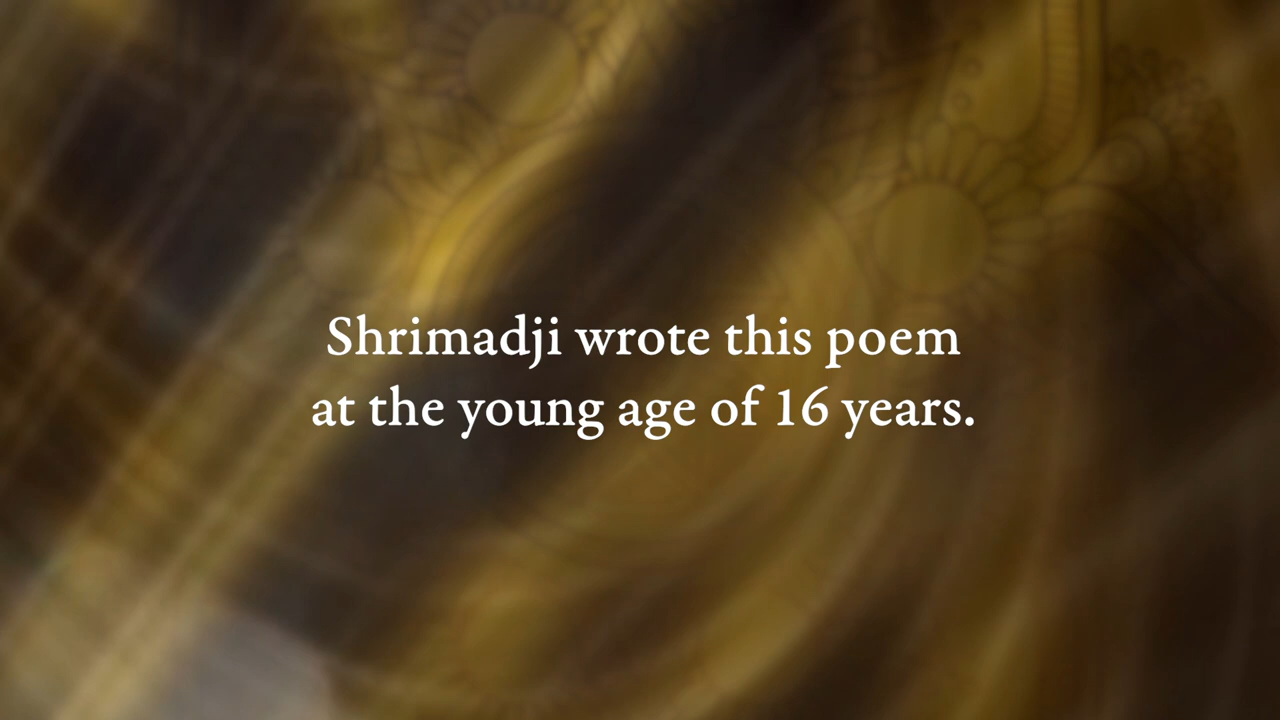 Shrimadji wrote this poem
at the young age of 16 years.